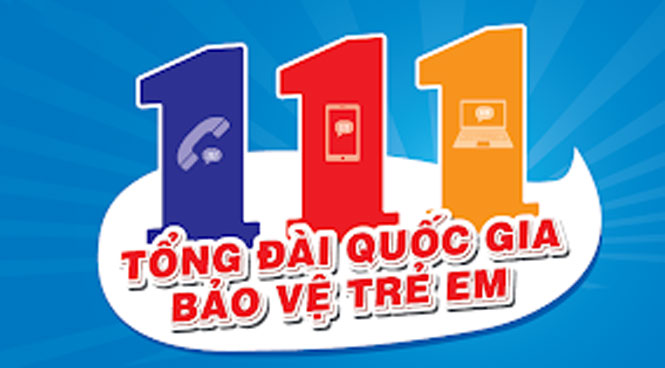 111
TỔNG ĐÀI QUỐC GIA
BẢO VỆ TRẺ EM